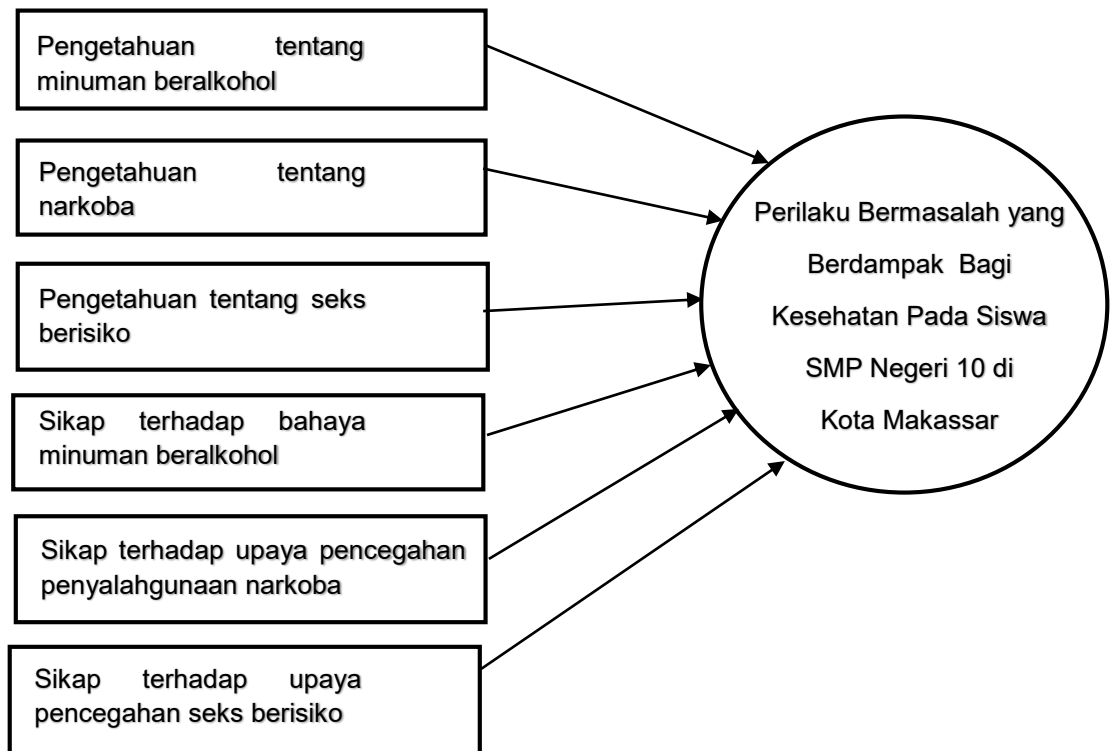 Pengetahuan tentang
minuman beralkohol
Pengetahuan tentang
narkoba
Pengetahuan tentang seks
berisiko
Sikap terhadap bahaya
minuman beralkohol
Sikap terhadap upaya pencegahan
penyalahgunaan narkoba
Sikap terhadap upaya
pencegahan seks berisiko
Perilaku Bermasalah yang
Berdampak Bagi
Kesehatan Pada Siswa
SMP Negeri 10 di
Kota Makassar